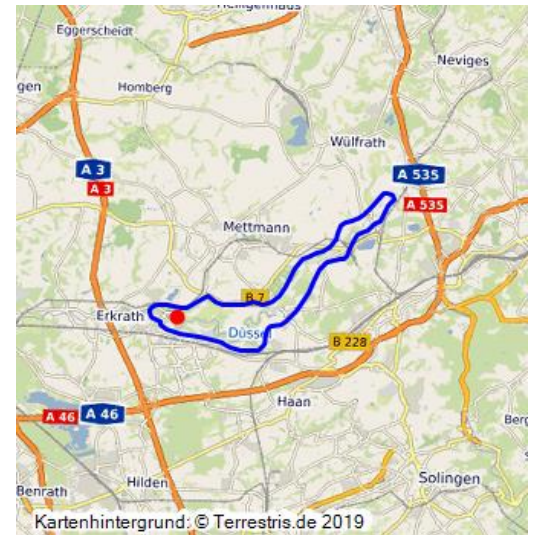 Heiligenhaus
Eggerscheidt
Neviges
Homberg
gen
Wülfrath
A 3
A 535
A 3
A 535
Mettmann
B 7
Erkrath
Düssel
B 228
Haan
A 46
A 46
Berg
Hilden
Solingen
Benrath
Kartenhintergrund: © Terrestris.de 2019